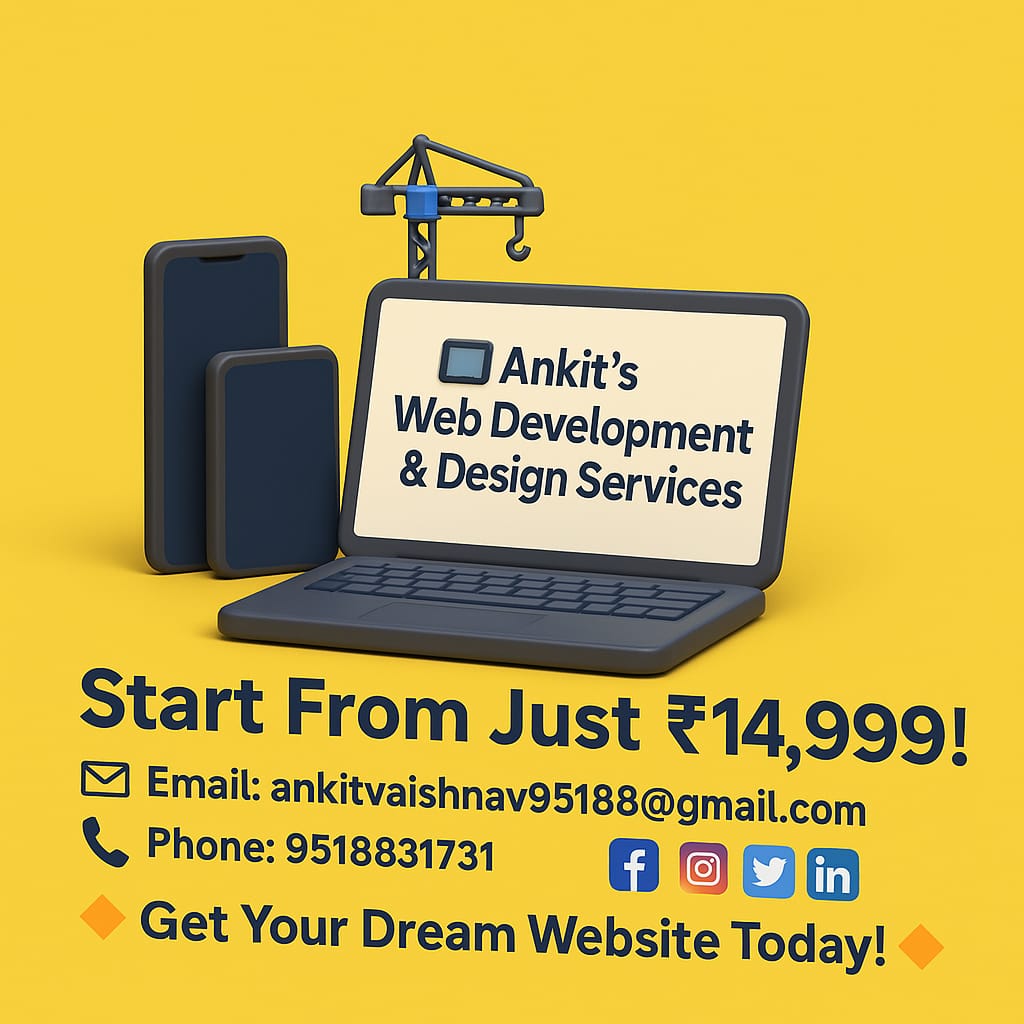 Ankit's
Web Development
& Design Services
Start From Just ₹14,999!
Email: ankitvaishnav95188@gmail.com
Phone: 9518831731
Get Your Dream Website Today!